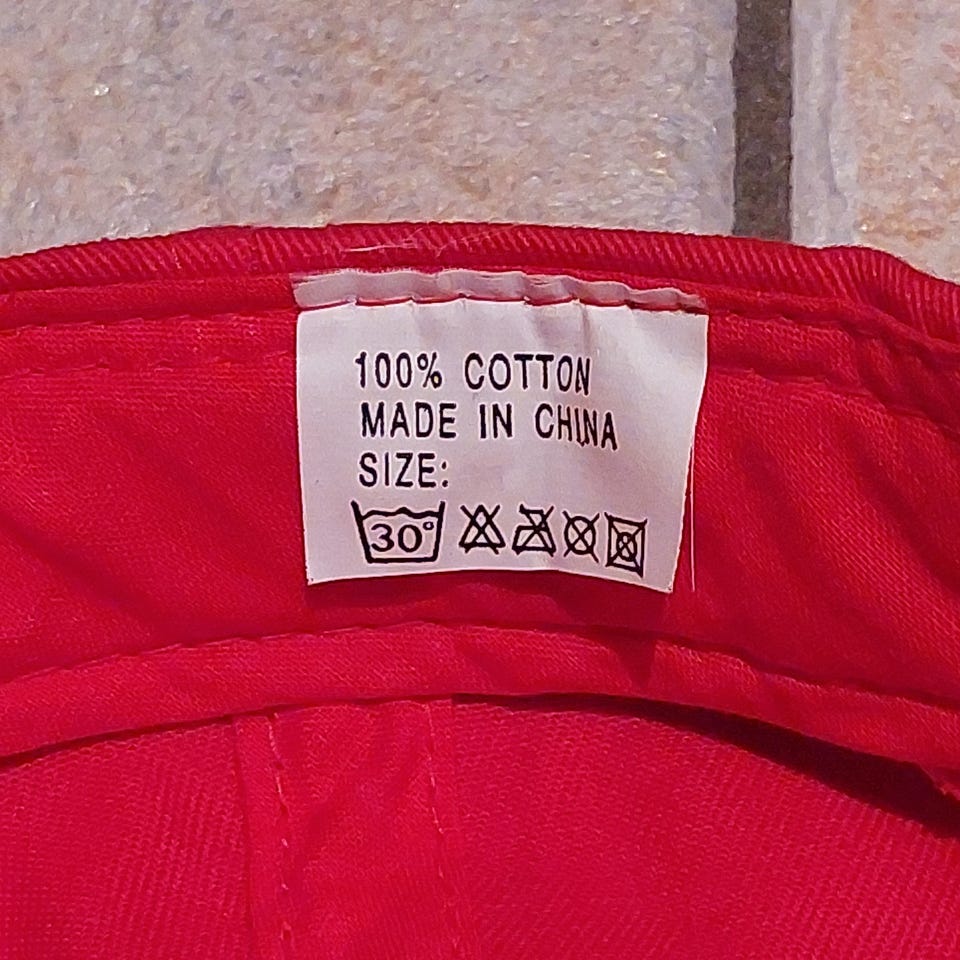 100% COTTON
MADE IN CHINA
SIZE:
30°